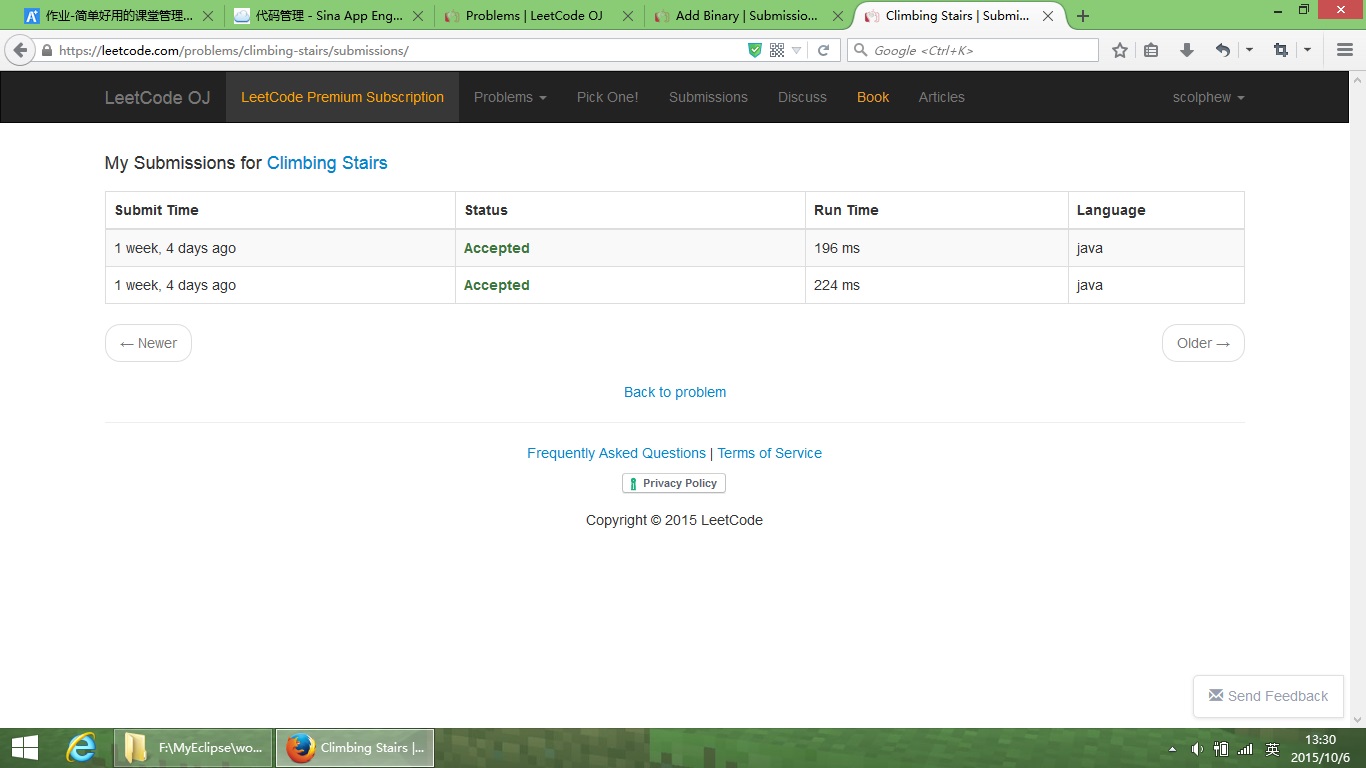 作业-简单好用的课堂管理... 代码管理 - Sina App Eng... Problems | LeetCode OJ Add Binary | Submissio... Climbing Stairs | Submi...
https://leetcode.com/problems/climbing-stairs/submissions/ Google <Ctrl+K>
LeetCode OJ LeetCode Premium Subscription Problems Pick One! Submissions Discuss Book Articles scolphew
My Submissions for Climbing Stairs
Submit Time Status Run Time Language
1 week, 4 days ago Accepted 196 ms java
1 week, 4 days ago Accepted 224 ms java
← Newer Older →
Back to problem
Frequently Asked Questions | Terms of Service
Privacy Policy
Copyright © 2015 LeetCode
Send Feedback
F:\MyEclipse\wo... Climbing Stairs |... 英 13:30
2015/10/6